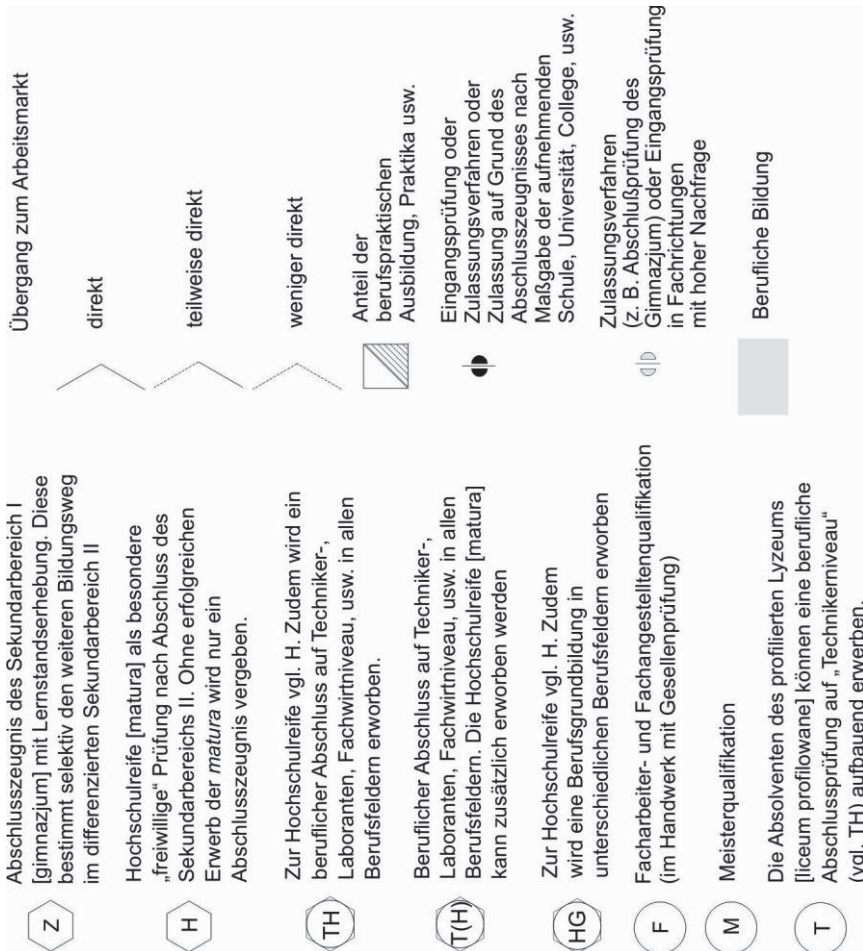 Z
Abschlusszeugnis des Sekundarbereich I
[gimnazjum] mit Lernstandserhebung. Diese
bestimmt selektiv den weiteren Bildungsweg
im differenzierten Sekundarbereich II
H
Hochschulreife [matura] als besondere
„freiwillige“ Prüfung nach Abschluss des
Sekundarbereichs II. Ohne erfolgreichen
Erwerb der matura wird nur ein
Abschlusszeugnis vergeben.
TH
Zur Hochschulreife vgl. H. Zudem wird ein
beruflicher Abschluss auf Techniker-,
Laboranten, Fachwirtniveau, usw. in allen
Berufsfeldern erworben.
T(H)
Beruflicher Abschluss auf Techniker-,
Laboranten, Fachwirtniveau, usw. in allen
Berufsfeldern. Die Hochschulreife [matura]
kann zusätzlich erworben werden
HG
Zur Hochschulreife vgl. H. Zudem
wird eine Berufsgrundbildung in
unterschiedlichen Berufsfeldern erworben
F
Facharbeiter- und Fachangestelltenqualifikation
(im Handwerk mit Gesellenprüfung)
M
Meisterqualifikation
T
Die Absolventen des profilierten Lyzeums
[liceum profilowane] können eine berufliche
Abschlussprüfung auf „Technikerniveau“
(vgl. TH) aufbauend erwerben.
Übergang zum Arbeitsmarkt
direkt
teilweise direkt
weniger direkt
Anteil der
berufspraktischen
Ausbildung, Praktika usw.
Eingangsprüfung oder
Zulassungsverfahren oder
Zulassung auf Grund des
Abschlusszeugnisses nach
Maßgabe der aufnehmenden
Schule, Universität, College, usw.
Zulassungsverfahren
(z. B. Abschlußprüfung des
Gimnazjum) oder Eingangsprüfung
in Fachrichtungen
mit hoher Nachfrage
Berufliche Bildung